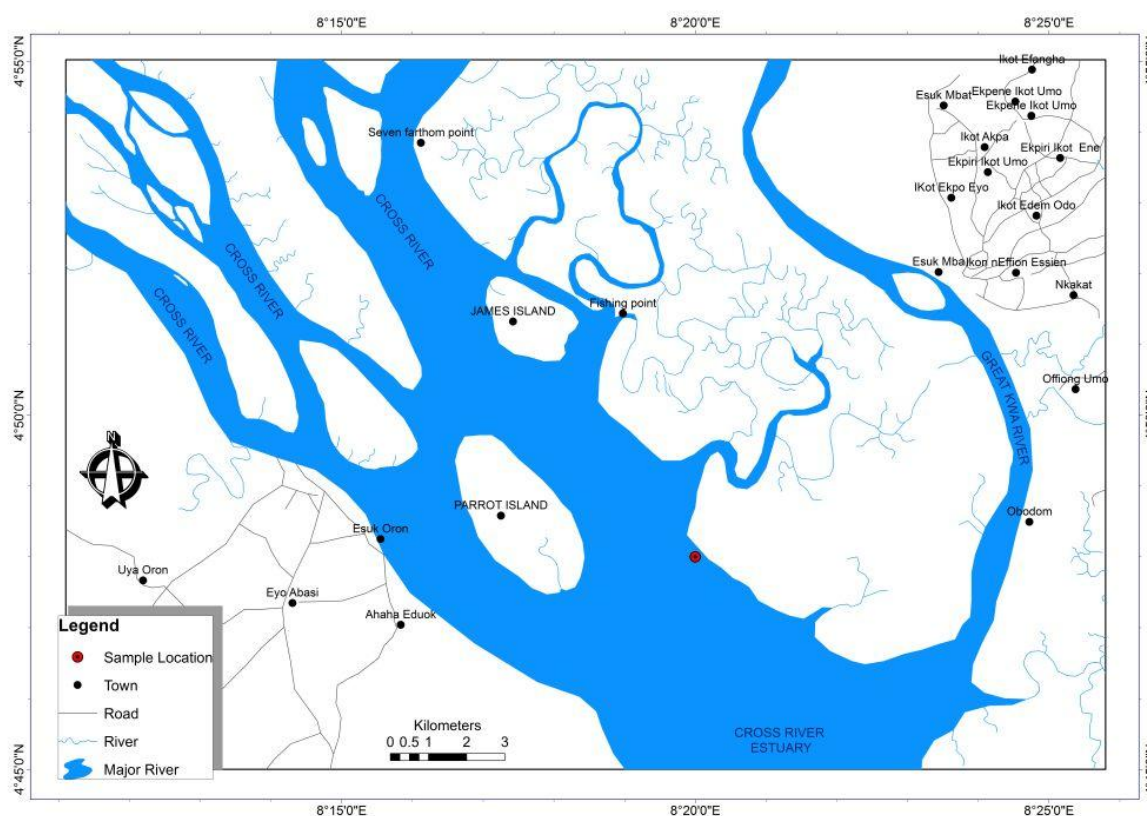 8°15'0"E
8°20'0"E
8°25'0"E
4°55'0"N
Ikot Efangha
Ekpene Ikot Umo
Esuk Mbat
Ekpene Ikot Umo
Seven farthom point
Ikot Akpa
Ekpiri Ikot Ene
Ekpiri Ikot Umo
IKot Ekpo Eyo
CROSS RIVER
Ikot Edem Odo
CROSS RIVER
Esuk Mba
Ikon nEffion Essien
CROSS RIVER
Nkakat
JAMES ISLAND
Fishing point
GREAT KWA RIVER
Offiong Umo
4°50'0"N
N
PARROT ISLAND
Obodom
Esuk Oron
Uya Oron
Eyo Abasi
Ahaha Eduok
Legend
Sample Location
Town
Road
River
Major River
Kilometers
0 0.5 1 2 3
CROSS RIVER
ESTUARY
4°45'0"N
8°15'0"E
8°20'0"E
8°25'0"E